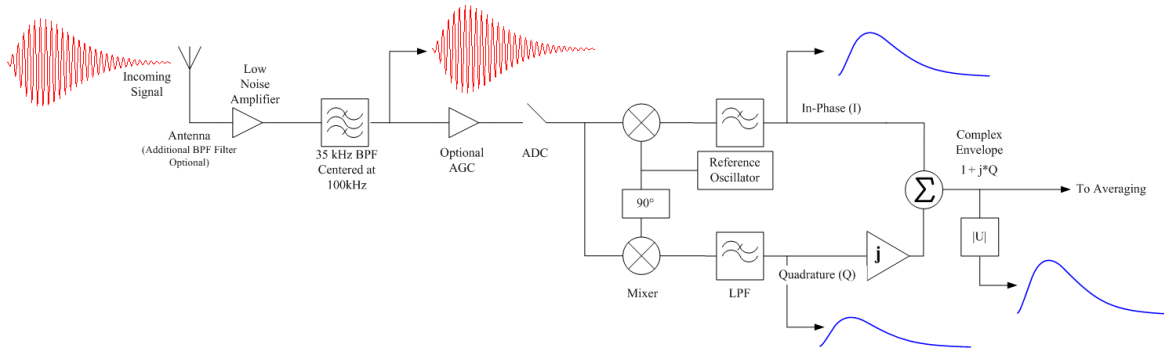 Incoming
Signal
Antenna
(Additional BPF Filter
Optional)
Low
Noise
Amplifier
35 kHz BPF
Centered at
100kHz
Optional
AGC
ADC
Mixer
90°
Reference
Oscillator
LPF
In-Phase (I)
Quadrature (Q)
j
Σ
Complex
Envelope
I + j*Q
|U|
To Averaging